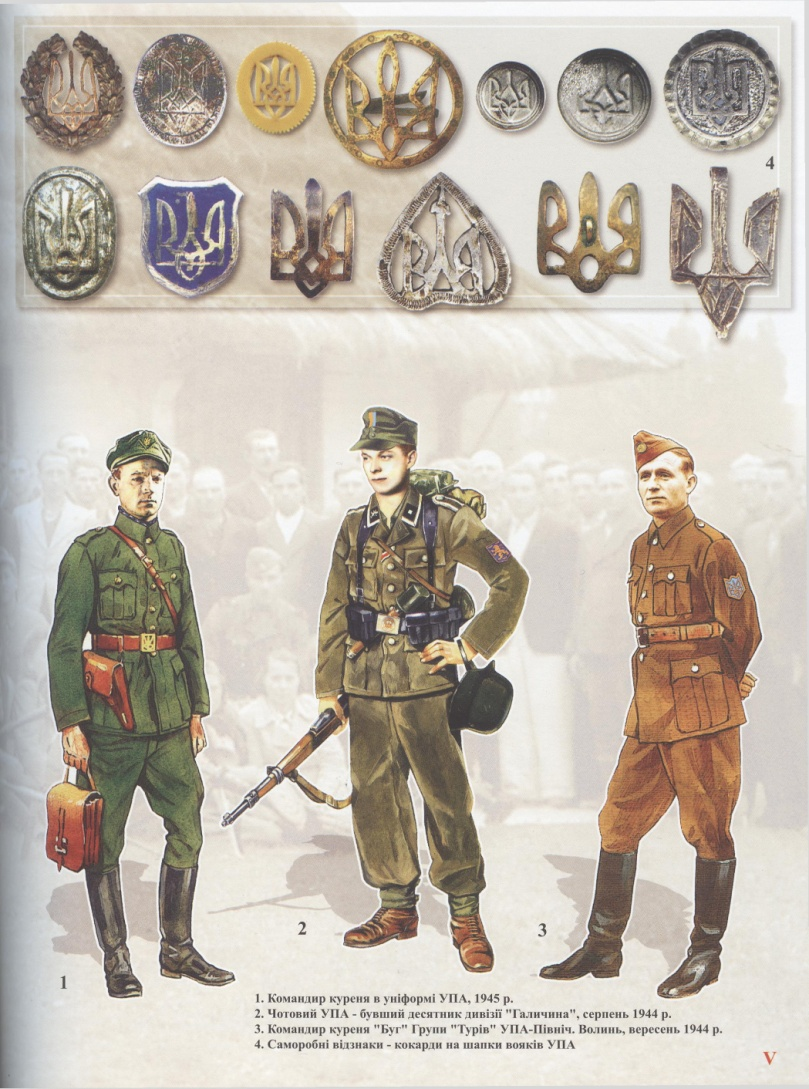 4
1
2
3
1. Командир куреня в уніформі УПА, 1945 р.
2. Чотовий УПА - бувший десятник дивізії "Галичина", серпень 1944 р.
3. Командир куреня "Буг" Групи "Турів" УПА-Північ. Волинь, вересень 1944 р.
4. Саморобні відзнаки - кокарди на шапки вояків УПА
V